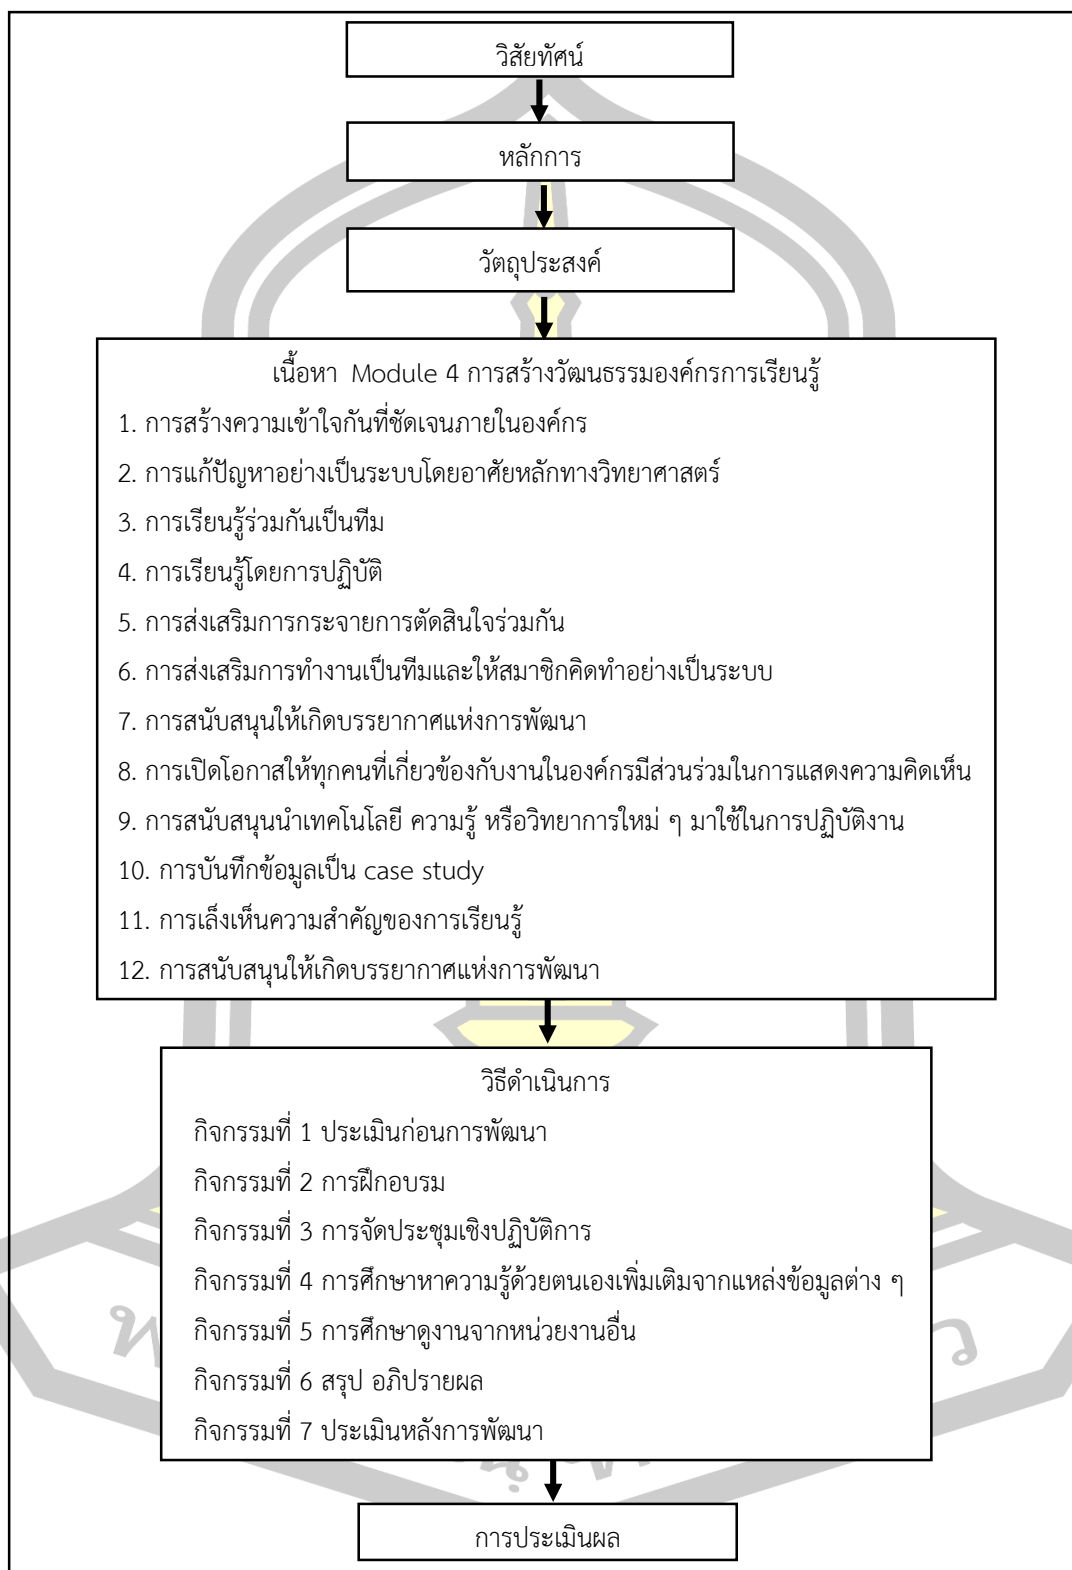 วิสัยทัศน์
หลักการ
วัตถุประสงค์
เนื้อหา Module 4 การสร้างวัฒนธรรมองค์กรการเรียนรู้
1. การสร้างความเข้าใจกันที่ชัดเจนภายในองค์กร
2. การแก้ปัญหาอย่างเป็นระบบโดยอาศัยหลักทางวิทยาศาสตร์
3. การเรียนรู้ร่วมกันเป็นทีม
4. การเรียนรู้โดยการปฏิบัติ
5. การส่งเสริมการกระจายการตัดสินใจร่วมกัน
6. การส่งเสริมการทำงานเป็นทีมและให้สมาชิกคิดทำอย่างเป็นระบบ
7. การสนับสนุนให้เกิดบรรยากาศแห่งการพัฒนา
8. การเปิดโอกาสให้ทุกคนที่เกี่ยวข้องกับงานในองค์กรมีส่วนร่วมในการแสดงความคิดเห็น
9. การสนับสนุนนำเทคโนโลยี ความรู้ หรือวิทยาการใหม่ ๆ มาใช้ในการปฏิบัติงาน
10. การบันทึกข้อมูลเป็น case study
11. การเล็งเห็นความสำคัญของการเรียนรู้
12. การสนับสนุนให้เกิดบรรยากาศแห่งการพัฒนา
วิธีดำเนินการ
กิจกรรมที่ 1 ประเมินก่อนการพัฒนา
กิจกรรมที่ 2 การฝึกอบรม
กิจกรรมที่ 3 การจัดประชุมเชิงปฏิบัติการ
กิจกรรมที่ 4 การศึกษาหาความรู้ด้วยตนเองเพิ่มเติมจากแหล่งข้อมูลต่าง ๆ
กิจกรรมที่ 5 การศึกษาดูงานจากหน่วยงานอื่น
กิจกรรมที่ 6 สรุป อภิปรายผล
กิจกรรมที่ 7 ประเมินหลังการพัฒนา
การประเมินผล